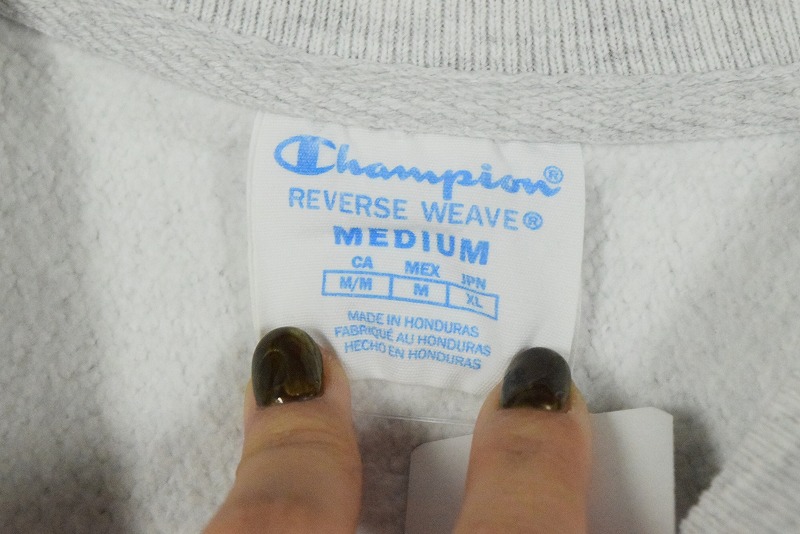 Champion®
REVERSE WEAVE®
MEDIUM
CA MEX JPN
M/M M XL
MADE IN HONDURAS
FABRIQUÉ AU HONDURAS
HECHO EN HONDURAS